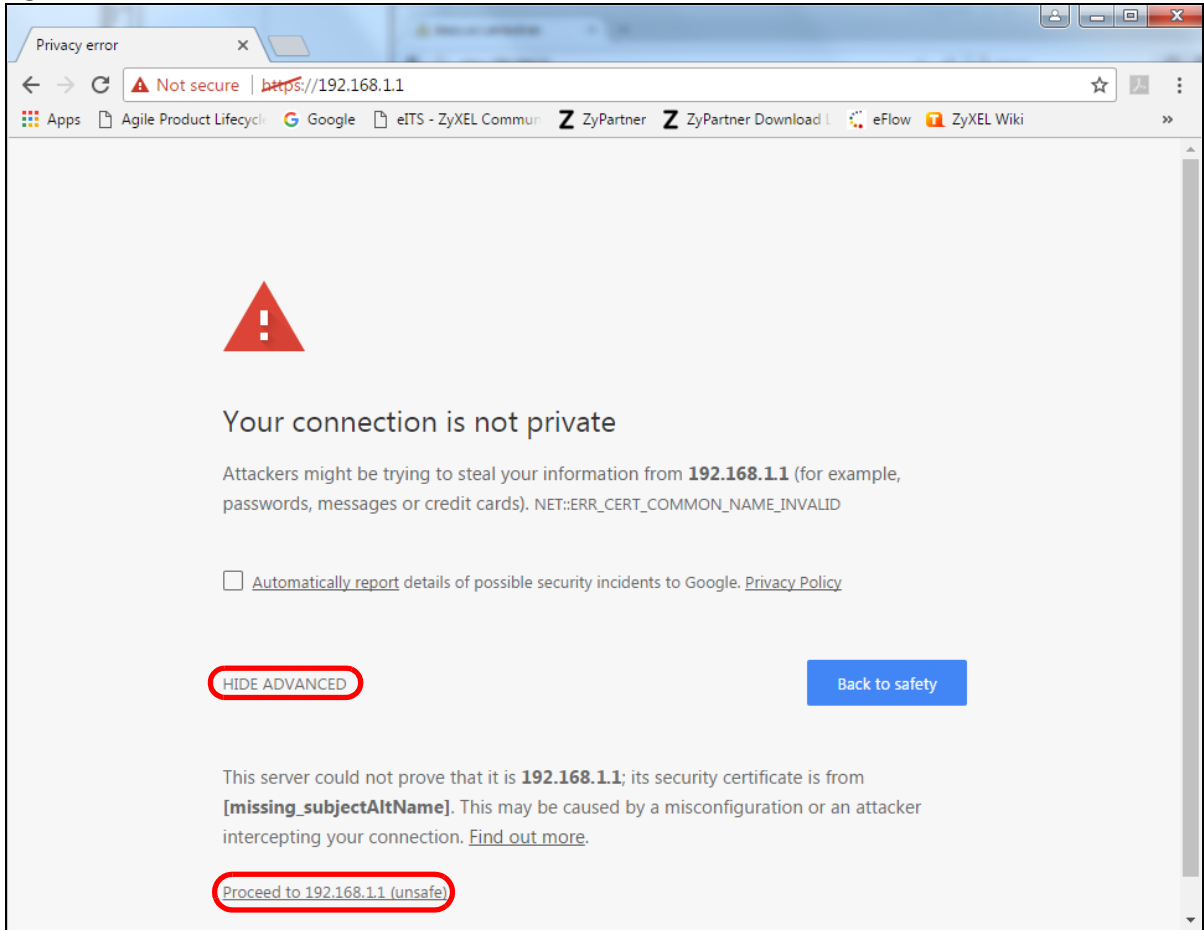 Privacy error
Not secure | https://192.168.1.1
Apps Agile Product Lifecycle Google eITS - ZyXEL Commun ZyPartner ZyPartner Download L eFlow ZyXEL Wiki »
Your connection is not private
Attackers might be trying to steal your information from 192.168.1.1 (for example,
passwords, messages or credit cards). NET::ERR_CERT_COMMON_NAME_INVALID
Automatically report details of possible security incidents to Google. Privacy Policy
HIDE ADVANCED
Back to safety
This server could not prove that it is 192.168.1.1; its security certificate is from
[missing_subjectAltName]. This may be caused by a misconfiguration or an attacker
intercepting your connection. Find out more.
Proceed to 192.168.1.1 (unsafe)